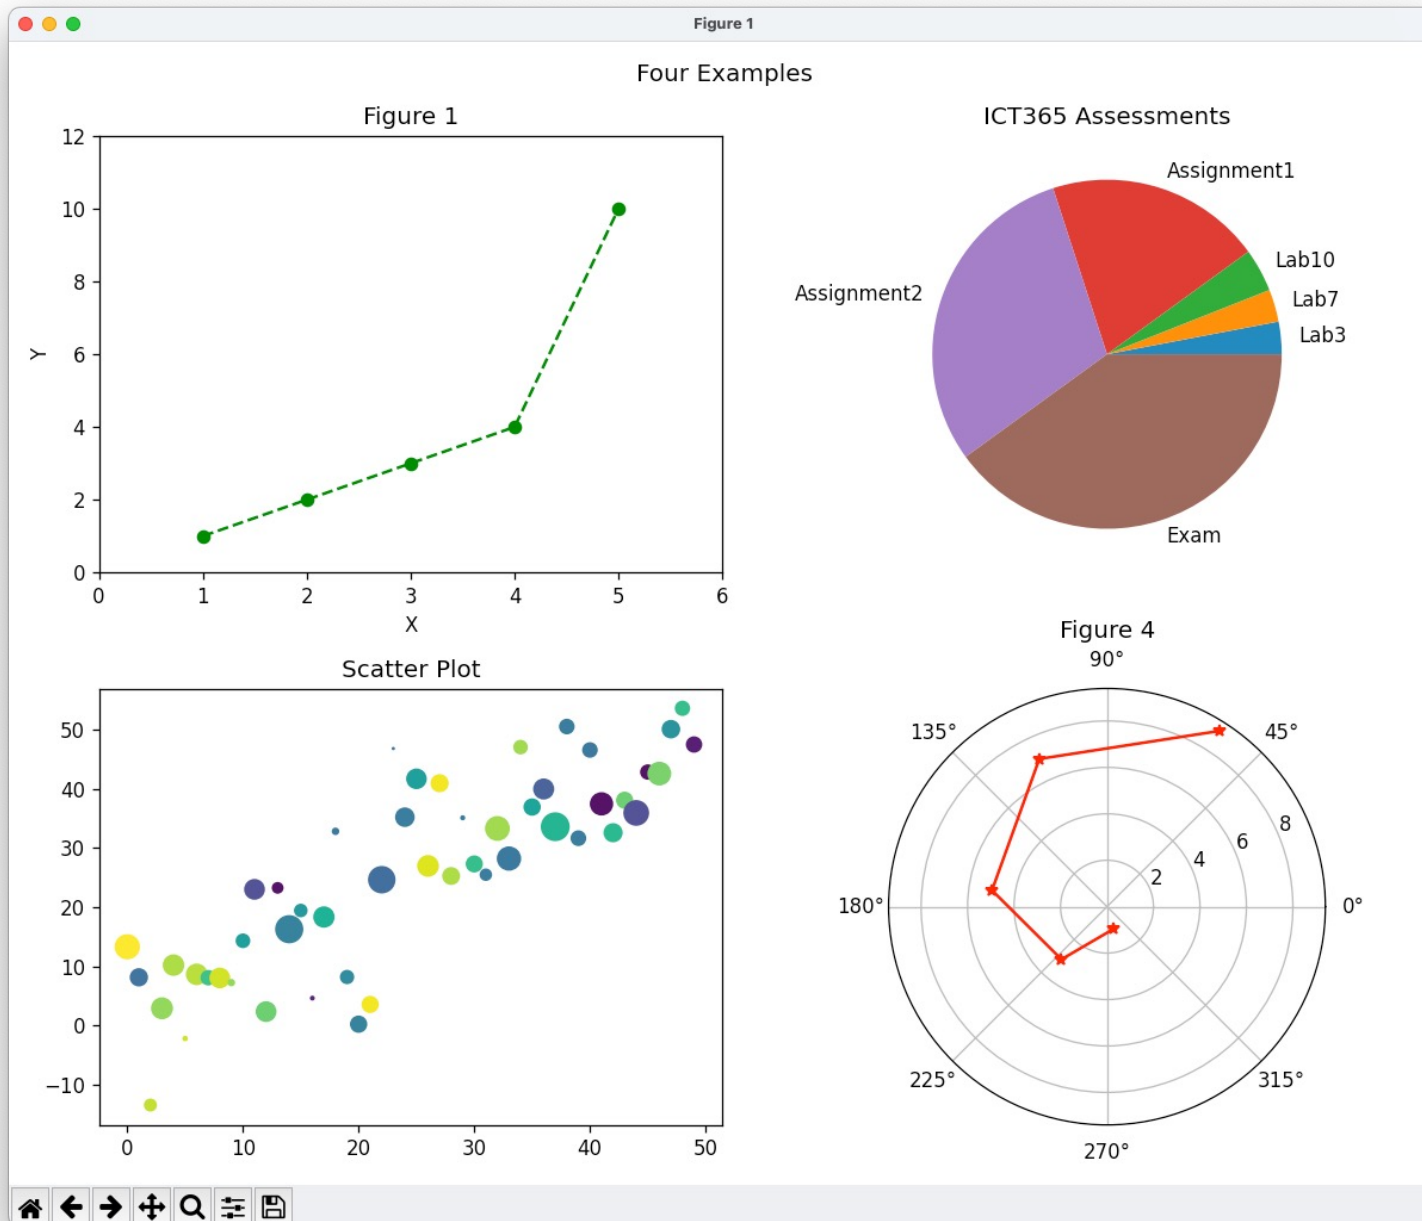 Figure 1
Four Examples
Figure 1
12
10
8
6
4
2
0
Y
0 1 2 3 4 5 6
X
ICT365 Assessments
Assignment1
Lab10
Assignment2
Lab7
Lab3
Exam
Scatter Plot
50
40
30
20
10
0
−10
0 10 20 30 40 50
Figure 4
90°
135° 45°
8
6
4
2
180° 0°
225° 315°
270°